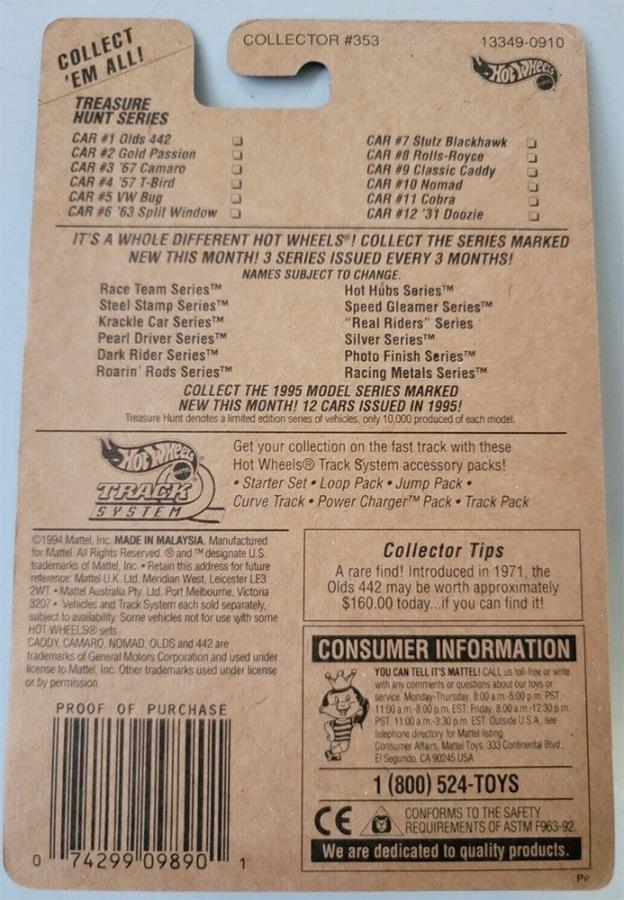 COLLECT
'EM ALL!
COLLECTOR #353
13349-0910
HOT WHEELS
TREASURE
HUNT SERIES
CAR #1 Olds 442
CAR #2 Gold Passion
CAR #3 '67 Camaro
CAR #4 '57 T-Bird
CAR #5 VW Bug
CAR #6 '63 Split Window
CAR #7 Stutz Blackhawk
CAR #8 Rolls-Royce
CAR #9 Classic Caddy
CAR #10 Nomad
CAR #11 Cobra
CAR #12 '31 Doozie
IT'S A WHOLE DIFFERENT HOT WHEELS®! COLLECT THE SERIES MARKED
NEW THIS MONTH! 3 SERIES ISSUED EVERY 3 MONTHS!
NAMES SUBJECT TO CHANGE.
Race Team Series™
Steel Stamp Series™
Krackle Car Series™
Pearl Driver Series™
Dark Rider Series™
Roarin' Rods Series™
Hot Hubs Series™
Speed Gleamer Series™
"Real Riders" Series
Silver Series™
Photo Finish Series™
Racing Metals Series™
COLLECT THE 1995 MODEL SERIES MARKED
NEW THIS MONTH! 12 CARS ISSUED IN 1995!
Treasure Hunt denotes a limited edition series of vehicles, only 10,000 produced of each model.
HOT WHEELS
TRACK
SYSTEM
Get your collection on the fast track with these
Hot Wheels® Track System accessory packs!
• Starter Set • Loop Pack • Jump Pack •
Curve Track • Power Charger™ Pack • Track Pack
©1994 Mattel, Inc. MADE IN MALAYSIA. Manufactured
for Mattel. All Rights Reserved. ® and ™ designate U.S.
trademarks of Mattel, Inc. • Retain this address for future
reference: Mattel U.K. Ltd. Meridian West, Leicester LE3
2WT. • Mattel Australia Pty. Ltd. Port Melbourne, Victoria
3207. • Vehicles and Track System each sold separately,
subject to availability. Some vehicles not for use with some
HOT WHEELS® sets.
CADDY, CAMARO, NOMAD, OLDS and 442 are
trademarks of General Motors Corporation and used under
license to Mattel, Inc. Other trademarks used under license
or by permission.
PROOF OF PURCHASE
0 74299 09890 1
Collector Tips
A rare find! Introduced in 1971, the
Olds 442 may be worth approximately
$160.00 today...if you can find it!
CONSUMER INFORMATION
YOU CAN TELL IT'S MATTEL! CALL us toll-free or write
with any comments or questions about our toys or
service. Monday-Thursday, 8:00 a.m.-5:00 p.m. PST,
11:00 a.m.-8:00 p.m. EST. Friday, 8:00 a.m.-12:30 p.m.
PST, 11:00 a.m.-3:30 p.m. EST. Outside U.S.A., see
telephone directory for Mattel listing.
Consumer Affairs, Mattel Toys, 333 Continental Blvd.,
El Segundo, CA 90245 USA
1 (800) 524-TOYS
CE
CONFORMS TO THE SAFETY
REQUIREMENTS OF ASTM F963-92.
We are dedicated to quality products.
PP